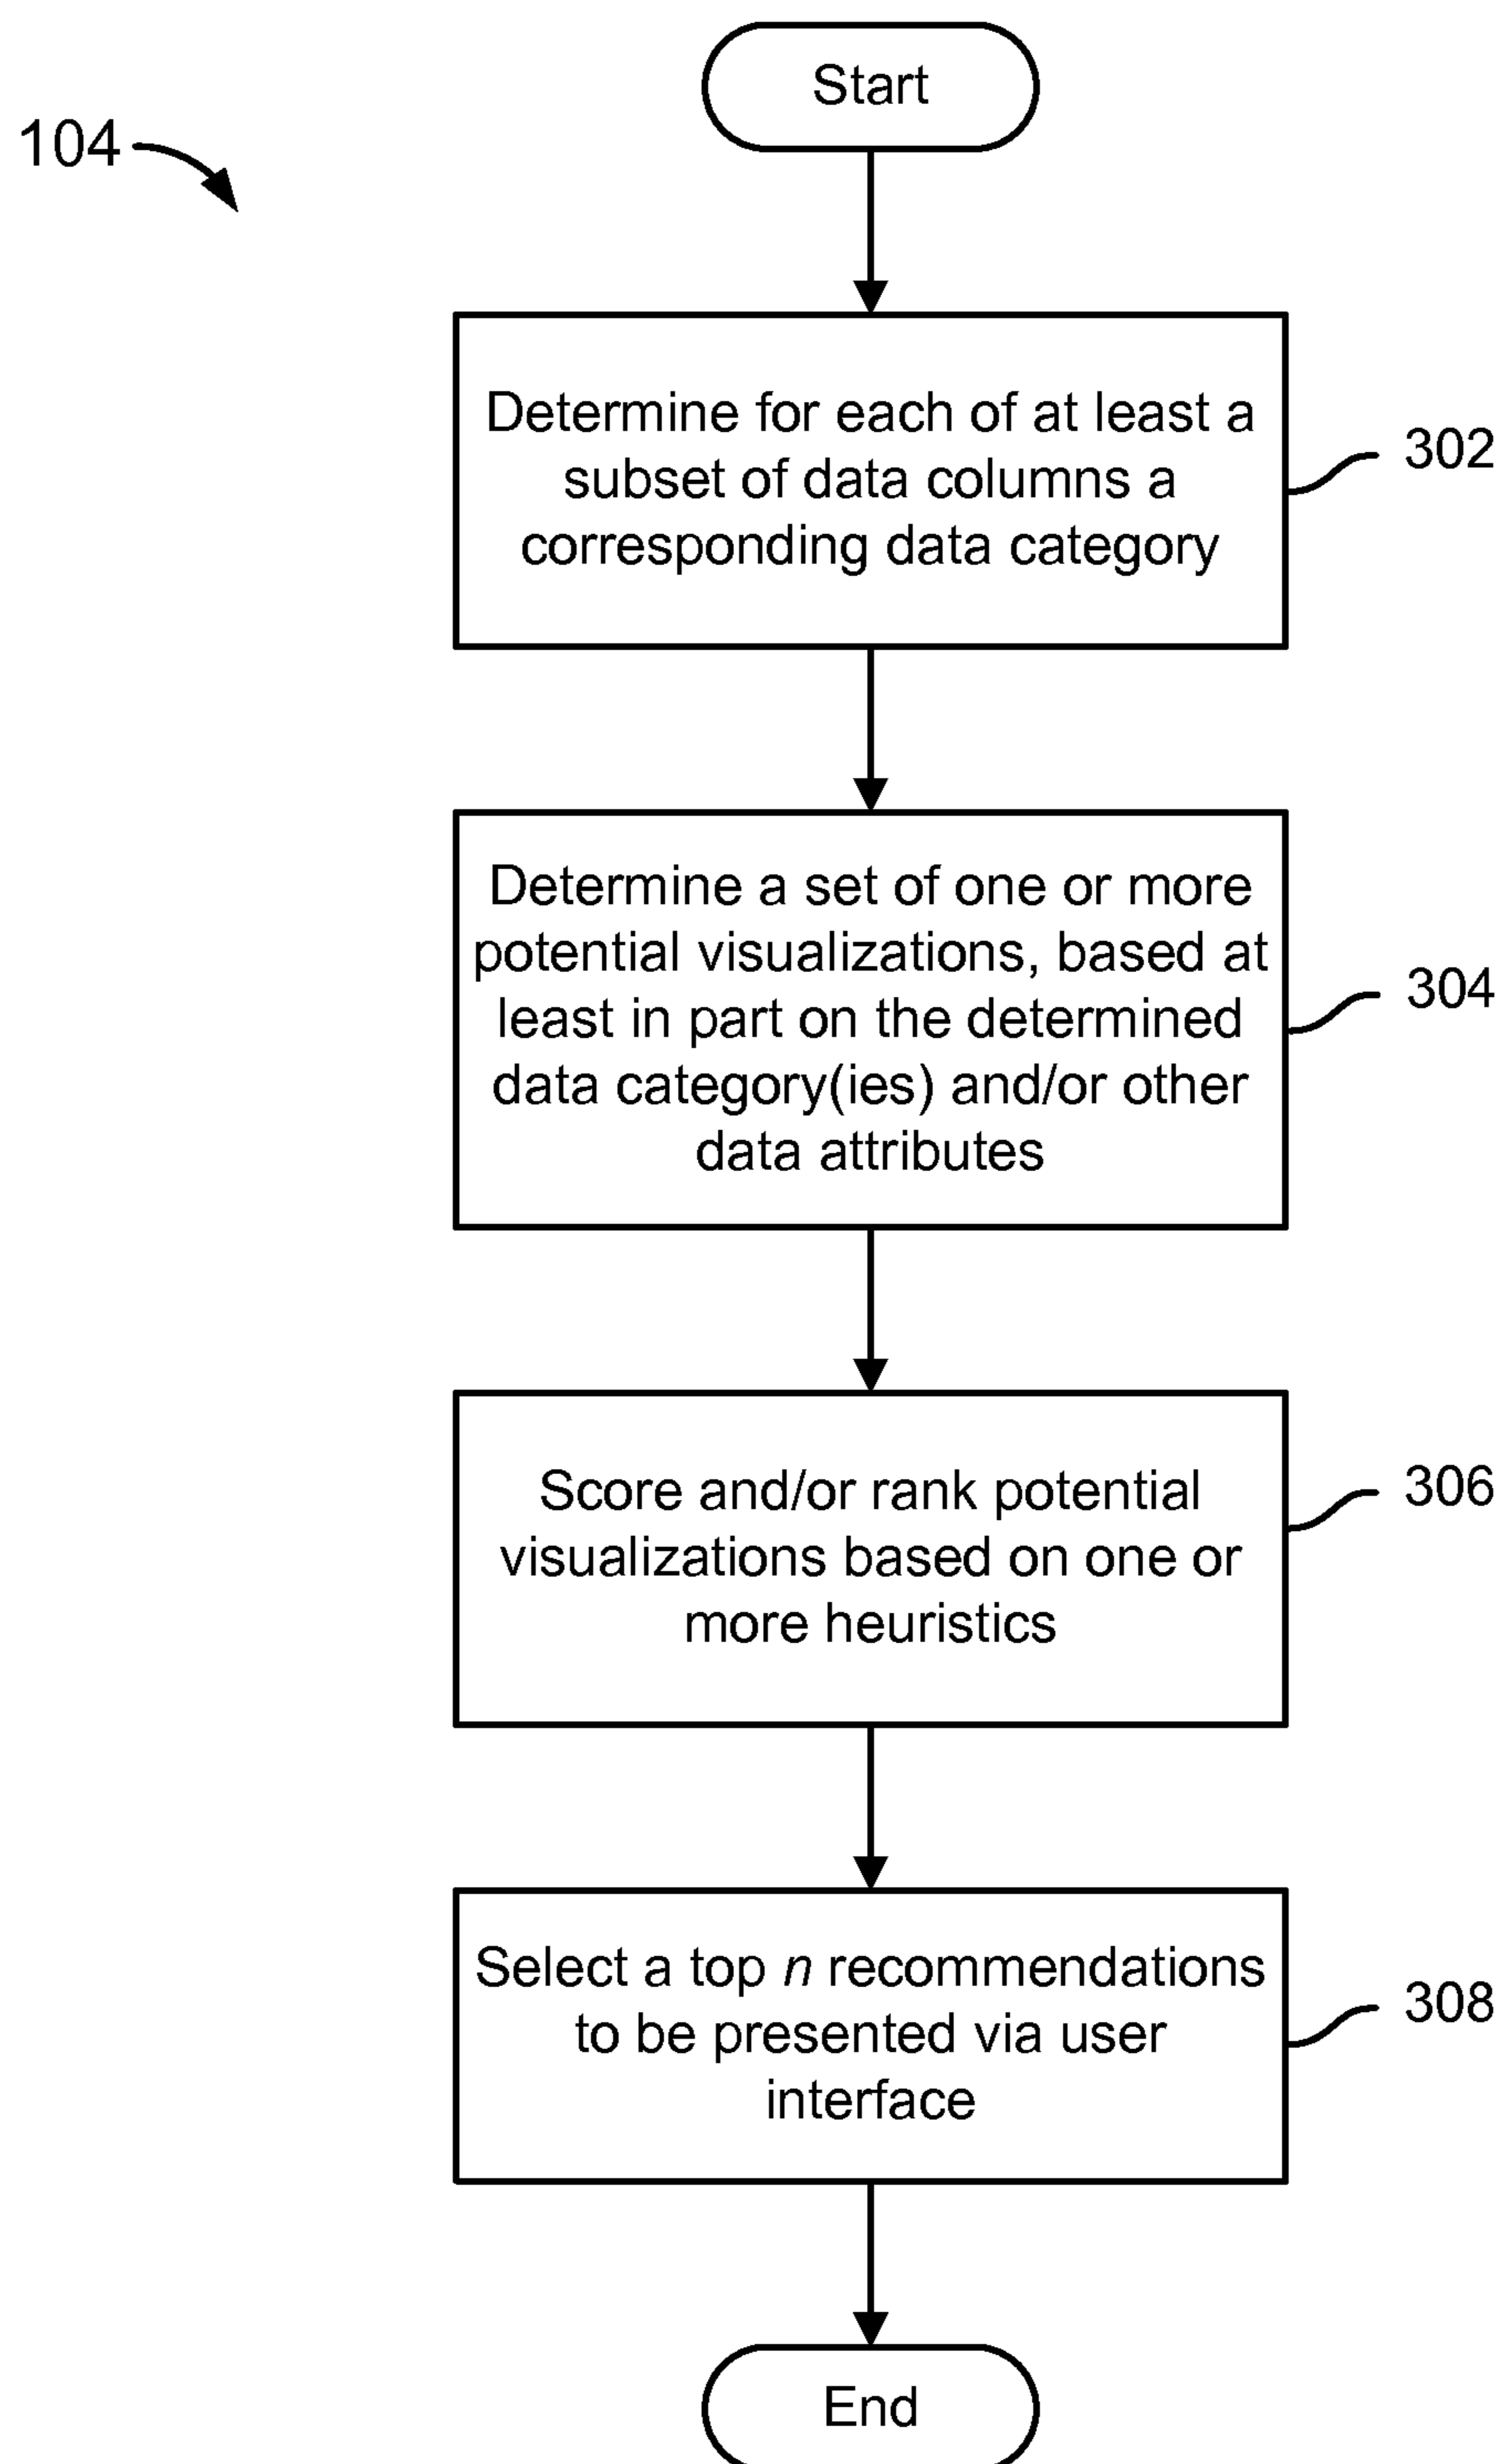 Start
104
Determine for each of at least a
subset of data columns a
corresponding data category
302
Determine a set of one or more
potential visualizations, based at
least in part on the determined
data category(ies) and/or other
data attributes
304
Score and/or rank potential
visualizations based on one or
more heuristics
306
Select a top n recommendations
to be presented via user
interface
308
End